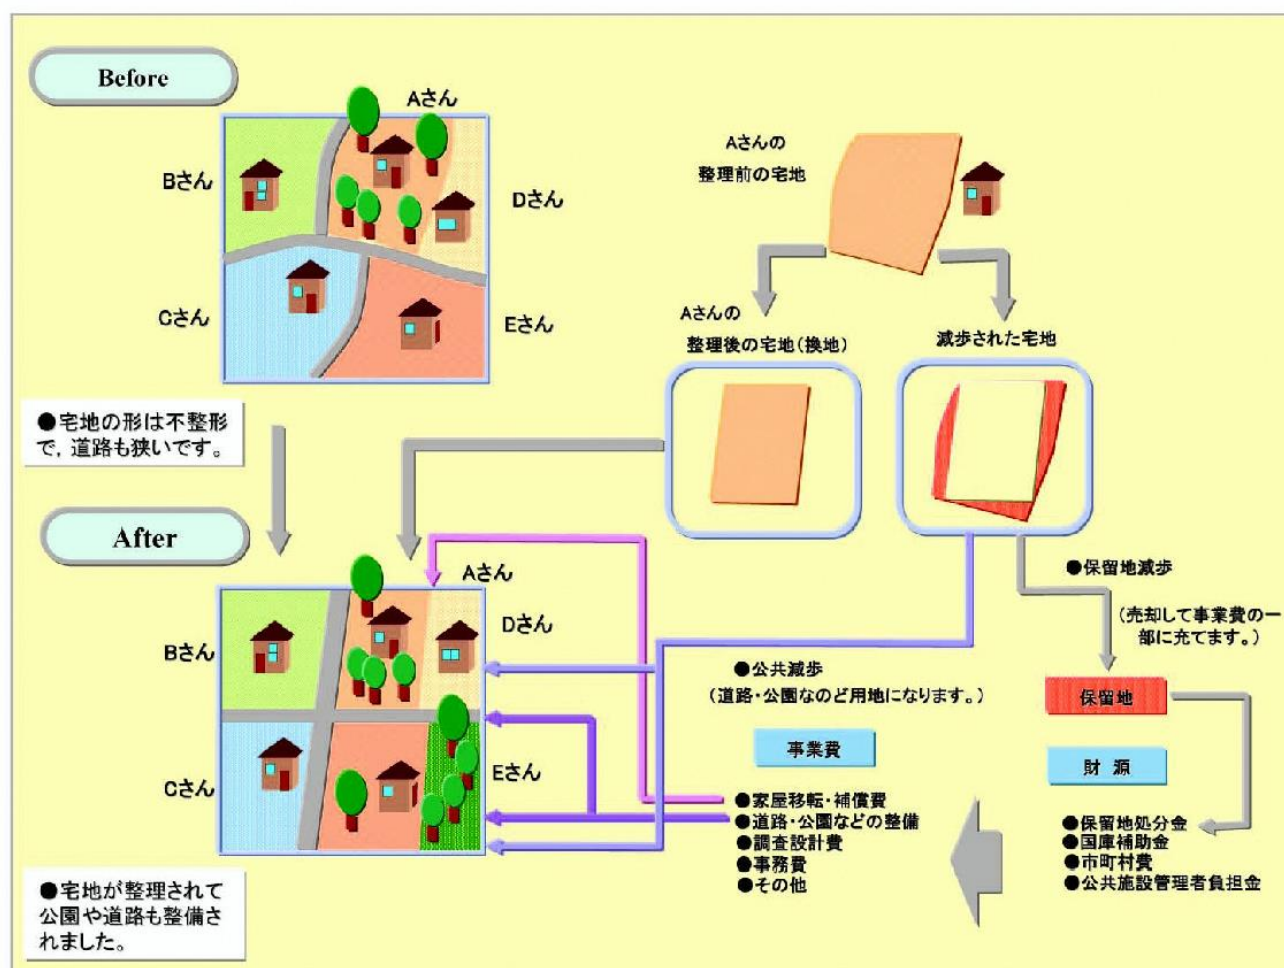 Before
Aさん
Bさん
Dさん
Cさん
Eさん
●宅地の形は不整形
で，道路も狭いです。
Aさんの
整理前の宅地
Aさんの
整理後の宅地（換地）
減歩された宅地
After
Aさん
Dさん
Bさん
Cさん
Eさん
●宅地が整理されて
公園や道路も整備さ
れました。
●保留地減歩
（売却して事業費の一
部に充てます。）
●公共減歩
（道路・公園なのど用地になります。）
保留地
事業費
財 源
●家屋移転・補償費
●道路・公園などの整備
●調査設計費
●事務費
●その他
●保留地処分金
●国庫補助金
●市町村費
●公共施設管理者負担金